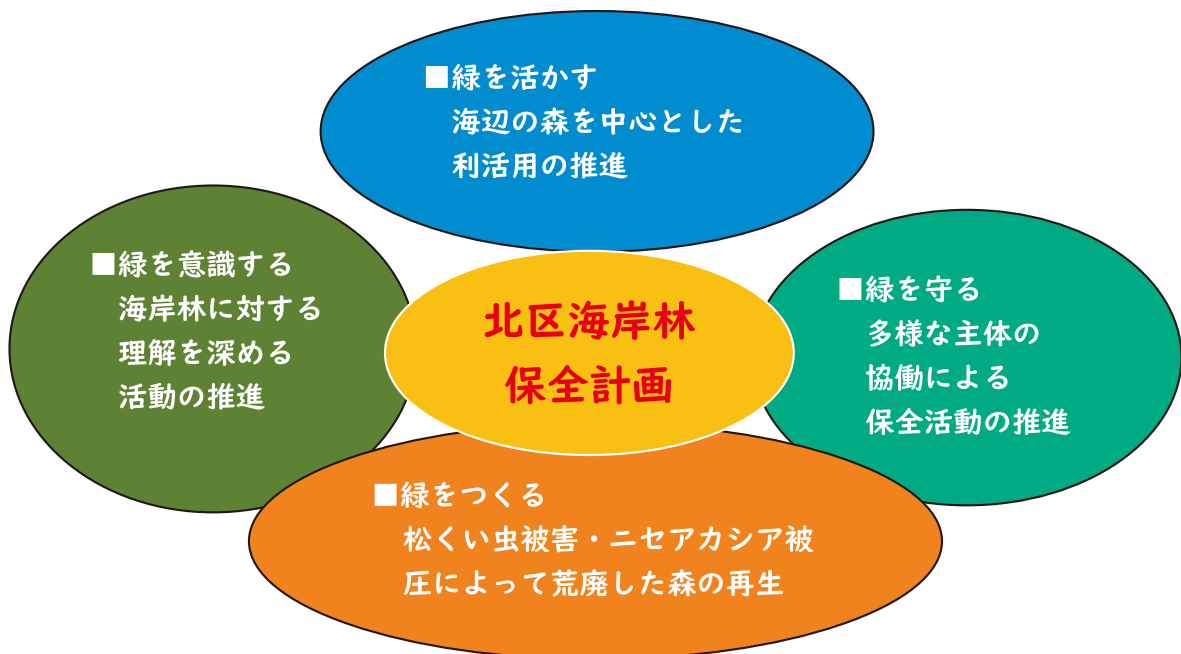 ■緑を活かす
海辺の森を中心とした
利活用の推進
■緑を意識する
海岸林に対する
理解を深める
活動の推進
北区海岸林
保全計画
■緑を守る
多様な主体の
協働による
保全活動の推進
■緑をつくる
松くい虫被害・ニセアカシア被
圧によって荒廃した森の再生